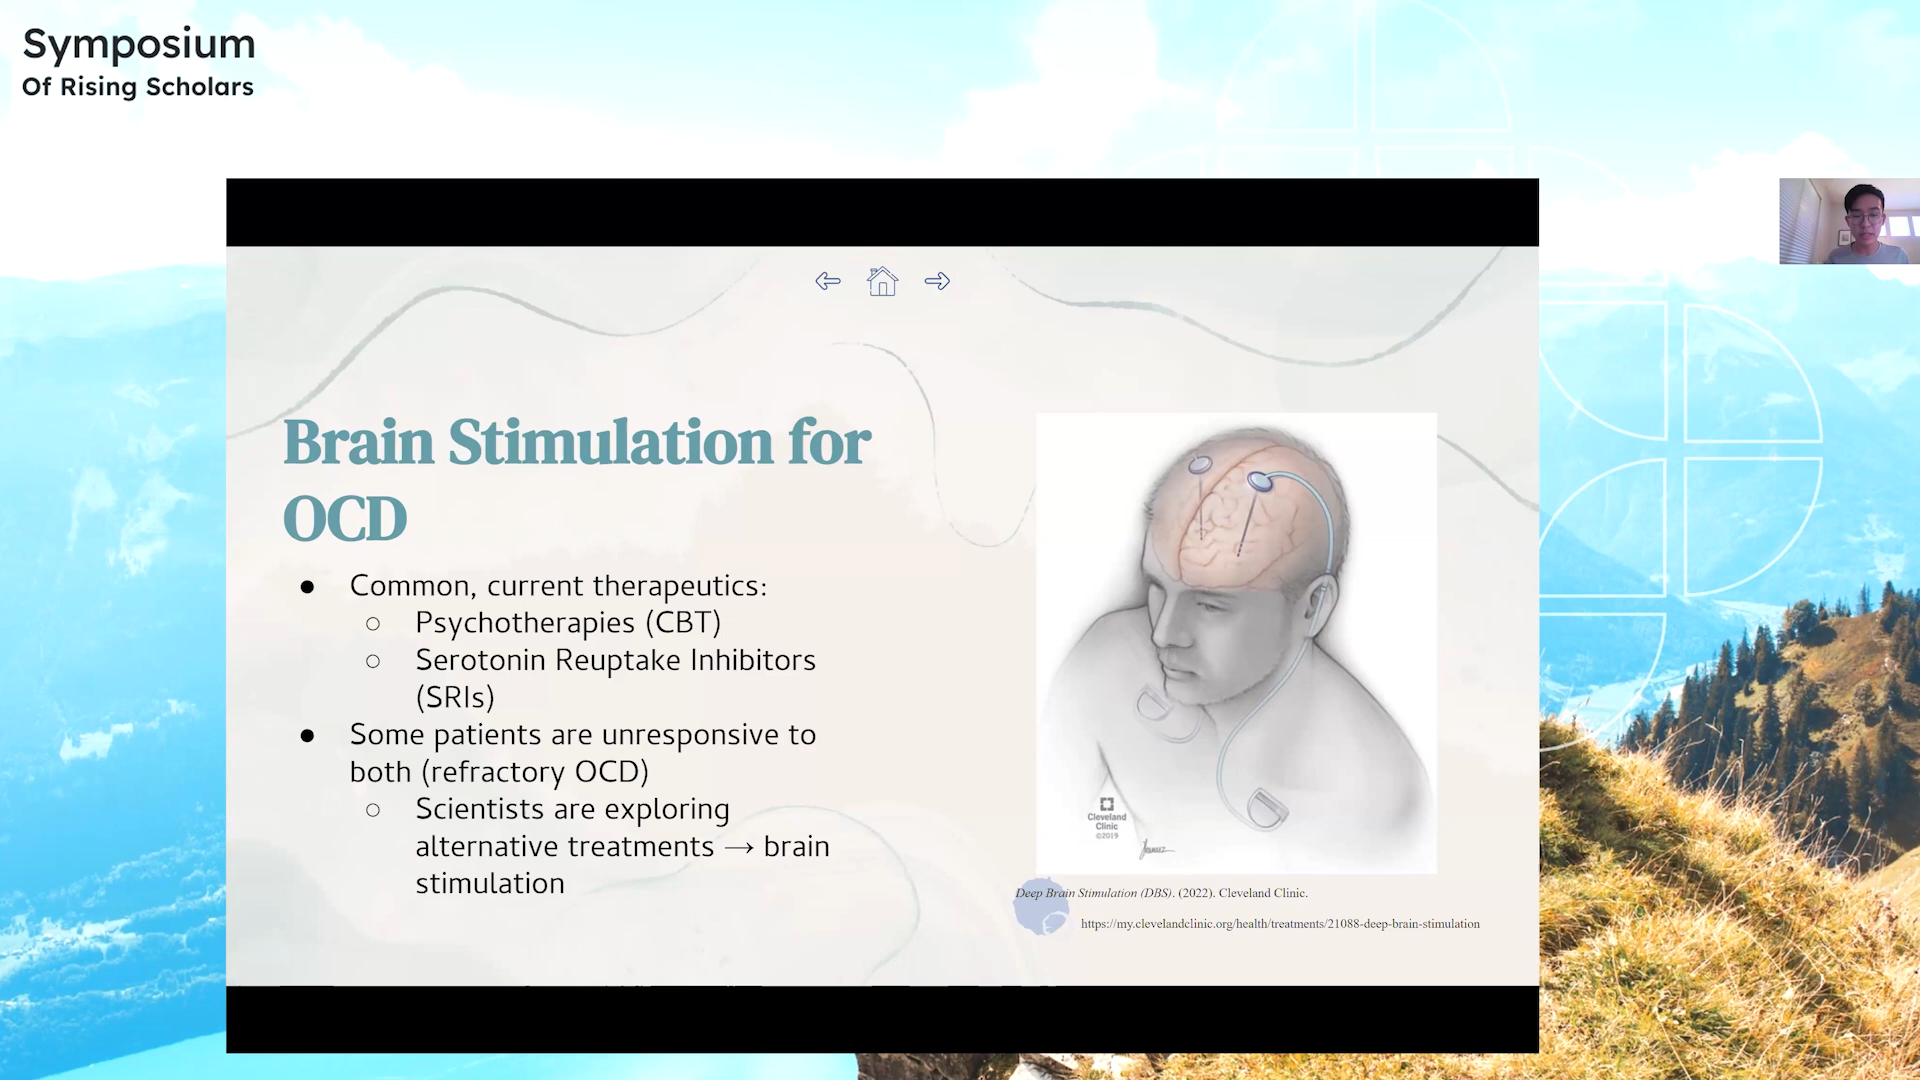 Symposium
Of Rising Scholars
Brain Stimulation for
OCD
● Common, current therapeutics:
○ Psychotherapies (CBT)
○ Serotonin Reuptake Inhibitors
(SRIs)
● Some patients are unresponsive to
both (refractory OCD)
○ Scientists are exploring
alternative treatments → brain
stimulation
Cleveland
Clinic
©2019
Deep Brain Stimulation (DBS). (2022). Cleveland Clinic.
https://my.clevelandclinic.org/health/treatments/21088-deep-brain-stimulation